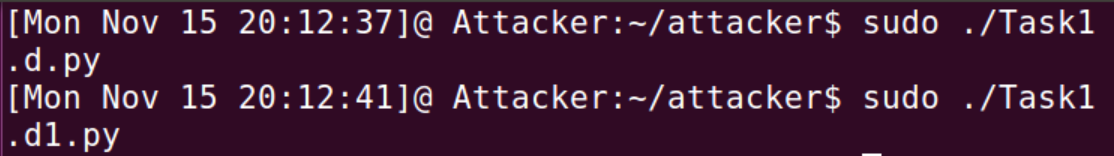 [Mon Nov 15 20:12:37]@ Attacker:~/attacker$ sudo ./Task1
.d.py
[Mon Nov 15 20:12:41]@ Attacker:~/attacker$ sudo ./Task1
.d1.py